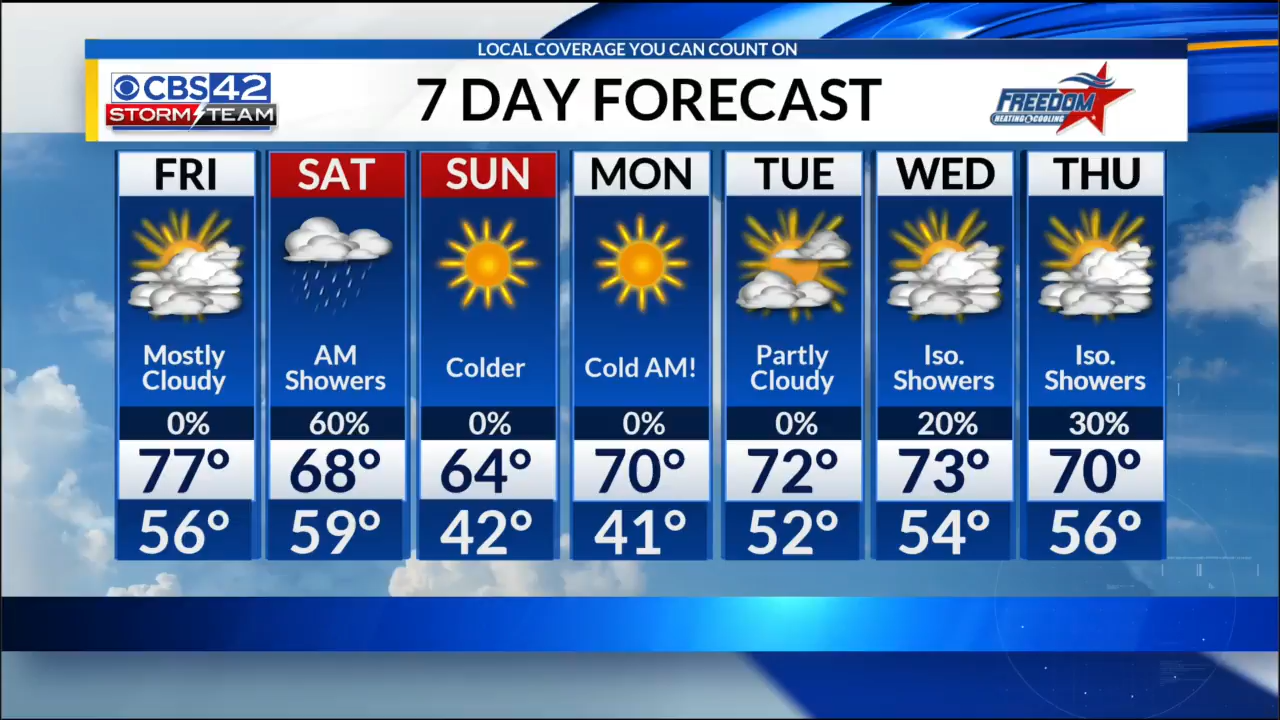 LOCAL COVERAGE YOU CAN COUNT ON
CBS42
STORM TEAM
7 DAY FORECAST
FREEDOM
HEATING & COOLING
FRI SAT SUN MON TUE WED THU
Mostly Cloudy
AM Showers
Colder
Cold AM!
Partly Cloudy
Iso. Showers
Iso. Showers
0% 60% 0% 0% 0% 20% 30%
77° 68° 64° 70° 72° 73° 70°
56° 59° 42° 41° 52° 54° 56°